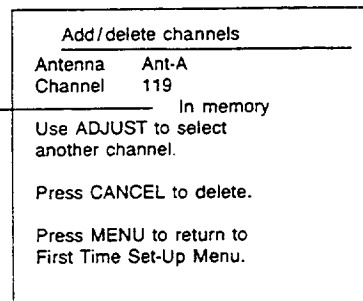 Add/delete channels
Antenna Ant-A
Channel 119
In memory
Use ADJUST to select
another channel.
Press CANCEL to delete.
Press MENU to return to
First Time Set-Up Menu.